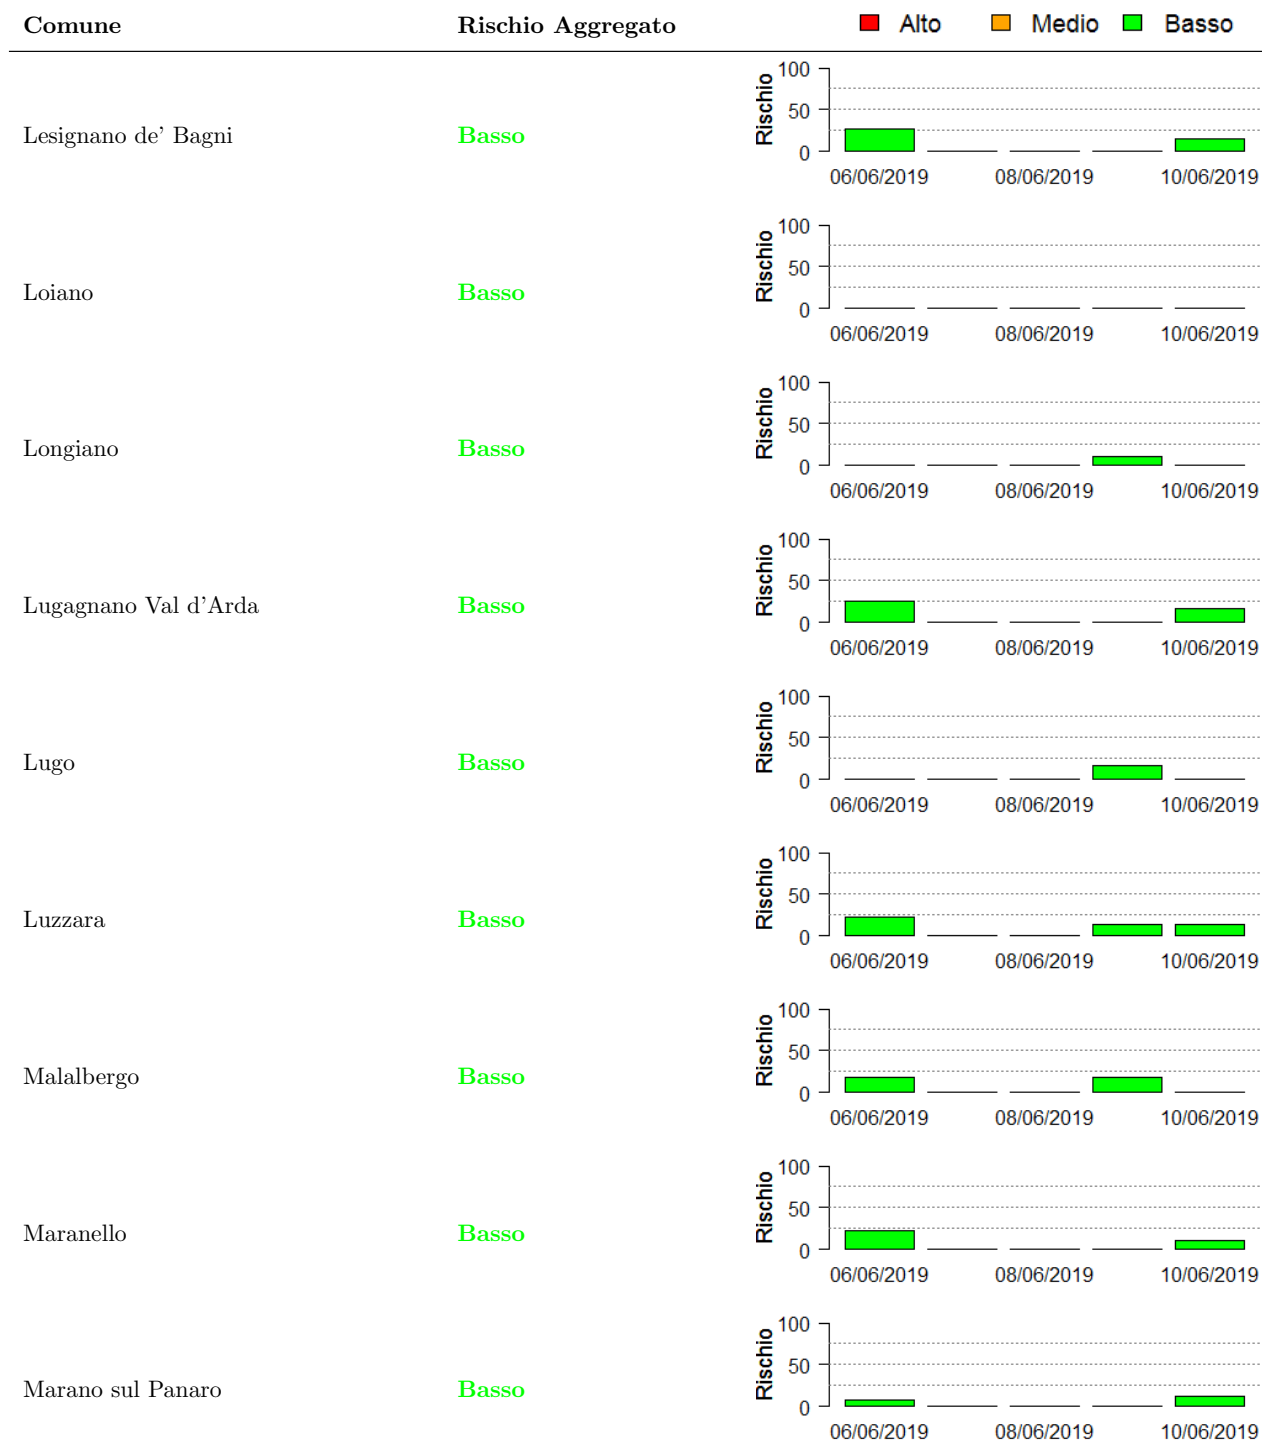 Comune Rischio Aggregato Alto Medio Basso
Lesignano de' Bagni Basso
Rischio
100
50
0
06/06/2019 08/06/2019 10/06/2019
Loiano Basso
Rischio
100
50
0
06/06/2019 08/06/2019 10/06/2019
Longiano Basso
Rischio
100
50
0
06/06/2019 08/06/2019 10/06/2019
Lugagnano Val d'Arda Basso
Rischio
100
50
0
06/06/2019 08/06/2019 10/06/2019
Lugo Basso
Rischio
100
50
0
06/06/2019 08/06/2019 10/06/2019
Luzzara Basso
Rischio
100
50
0
06/06/2019 08/06/2019 10/06/2019
Malalbergo Basso
Rischio
100
50
0
06/06/2019 08/06/2019 10/06/2019
Maranello Basso
Rischio
100
50
0
06/06/2019 08/06/2019 10/06/2019
Marano sul Panaro Basso
Rischio
100
50
0
06/06/2019 08/06/2019 10/06/2019